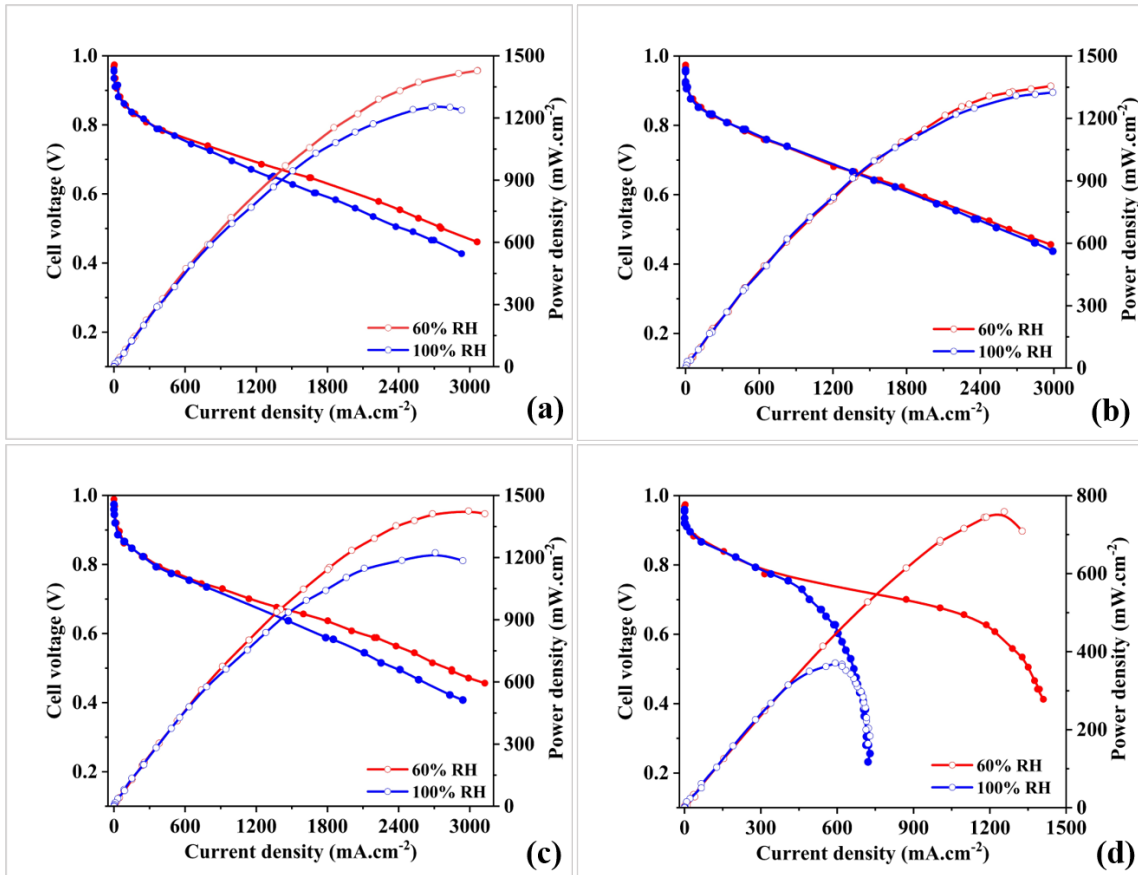 1.0
0.8
0.6
0.4
0.2
Cell voltage (V)
1500
1200
900
600
300
0
Power density (mW.cm⁻²)
60% RH
100% RH
0 600 1200 1800 2400 3000
Current density (mA.cm⁻²)
(a)
1.0
0.8
0.6
0.4
0.2
Cell voltage (V)
1500
1200
900
600
300
0
Power density (mW.cm⁻²)
60% RH
100% RH
0 600 1200 1800 2400 3000
Current density (mA.cm⁻²)
(b)
1.0
0.8
0.6
0.4
0.2
Cell voltage (V)
1500
1200
900
600
300
0
Power density (mW.cm⁻²)
60% RH
100% RH
0 600 1200 1800 2400 3000
Current density (mA.cm⁻²)
(c)
1.0
0.8
0.6
0.4
0.2
Cell voltage (V)
800
600
400
200
0
Power density (mW.cm⁻²)
60% RH
100% RH
0 300 600 900 1200 1500
Current density (mA.cm⁻²)
(d)